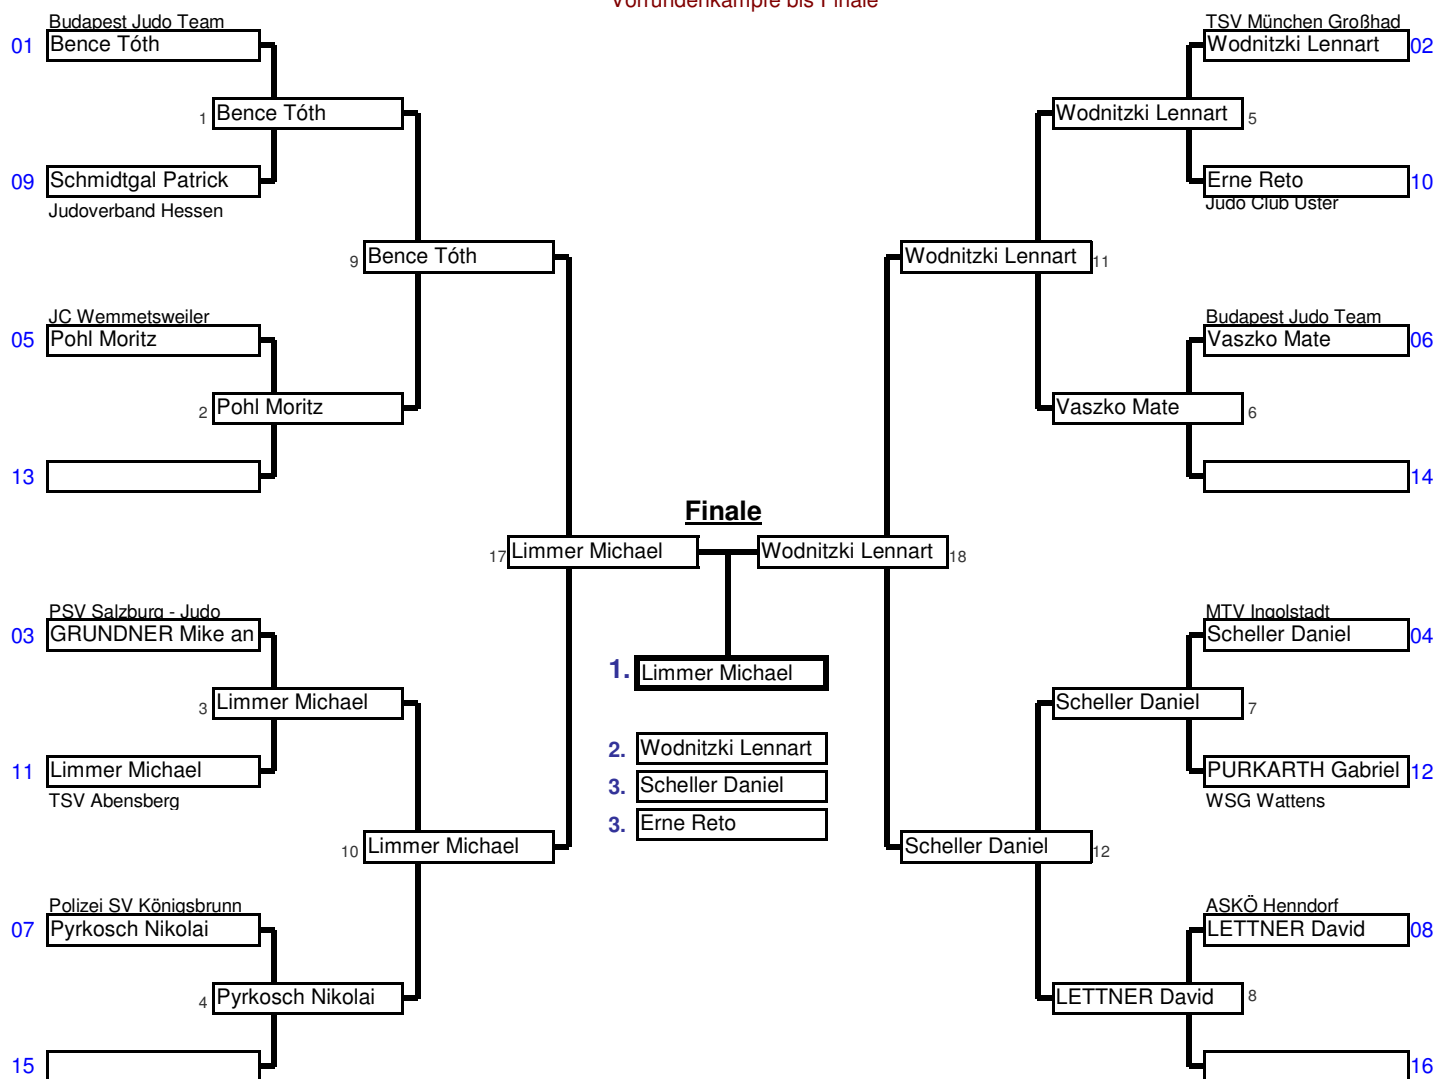 Vorrundenkämpfe bis Finale
Budapest Judo Team
01 Bence Tóth
1 Bence Tóth
09 Schmidtgal Patrick
Judoverband Hessen
9 Bence Tóth
JC Wemmetsweiler
05 Pohl Moritz
2 Pohl Moritz
13
17 Limmer Michael
PSV Salzburg - Judo
03 GRUNDNER Mike an
3 Limmer Michael
11 Limmer Michael
TSV Abensberg
10 Limmer Michael
Polizei SV Königsbrunn
07 Pyrkosch Nikolai
4 Pyrkosch Nikolai
15
Finale
1. Limmer Michael
2. Wodnitzki Lennart
3. Scheller Daniel
3. Erne Reto
TSV München Großhad
Wodnitzki Lennart 02
Wodnitzki Lennart 5
Erne Reto 10
Judo Club Uster
Wodnitzki Lennart 11
Budapest Judo Team
Vaszko Mate 06
Vaszko Mate 6
14
Wodnitzki Lennart 18
MTV Ingolstadt
Scheller Daniel 04
Scheller Daniel 7
PURKARTH Gabriel 12
WSG Wattens
Scheller Daniel 12
ASKÖ Henndorf
LETTNER David 08
LETTNER David 8
16